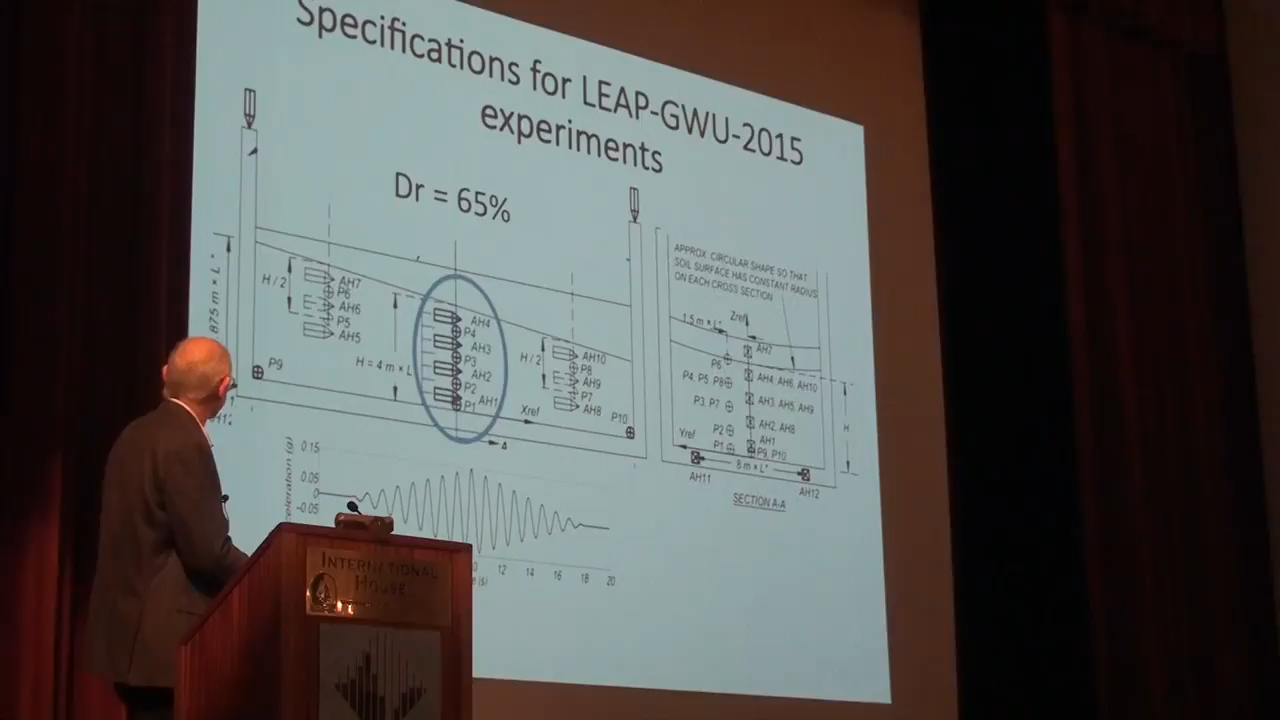 Specifications for LEAP-GWU-2015
experiments
Dr = 65%
H / 2
AH7
P6
AH6
P5
AH5
875 m × L*
P9
H = 4 m × L
AH4
P4
AH3
P3
AH2
P2
AH1
P1
H / 2
AH10
P8
AH9
P7
AH8
P10
Xref
A
APPROX. CIRCULAR SHAPE SO THAT
SOIL SURFACE HAS CONSTANT RADIUS
ON EACH CROSS SECTION
1.5 m × L*
Zref
AH7
P6
P4, P5, P8
AH4, AH6, AH10
P3, P7
AH3, AH5, AH9
P2
AH2, AH8
P1
AH1
P9, P10
H
Yref
8 m × L*
AH11
AH12
SECTION A-A
0.15
0.05
0
-0.05
eleration (g)
12 14 16 18 20
(s)
INTERNATIONAL
HOUSE